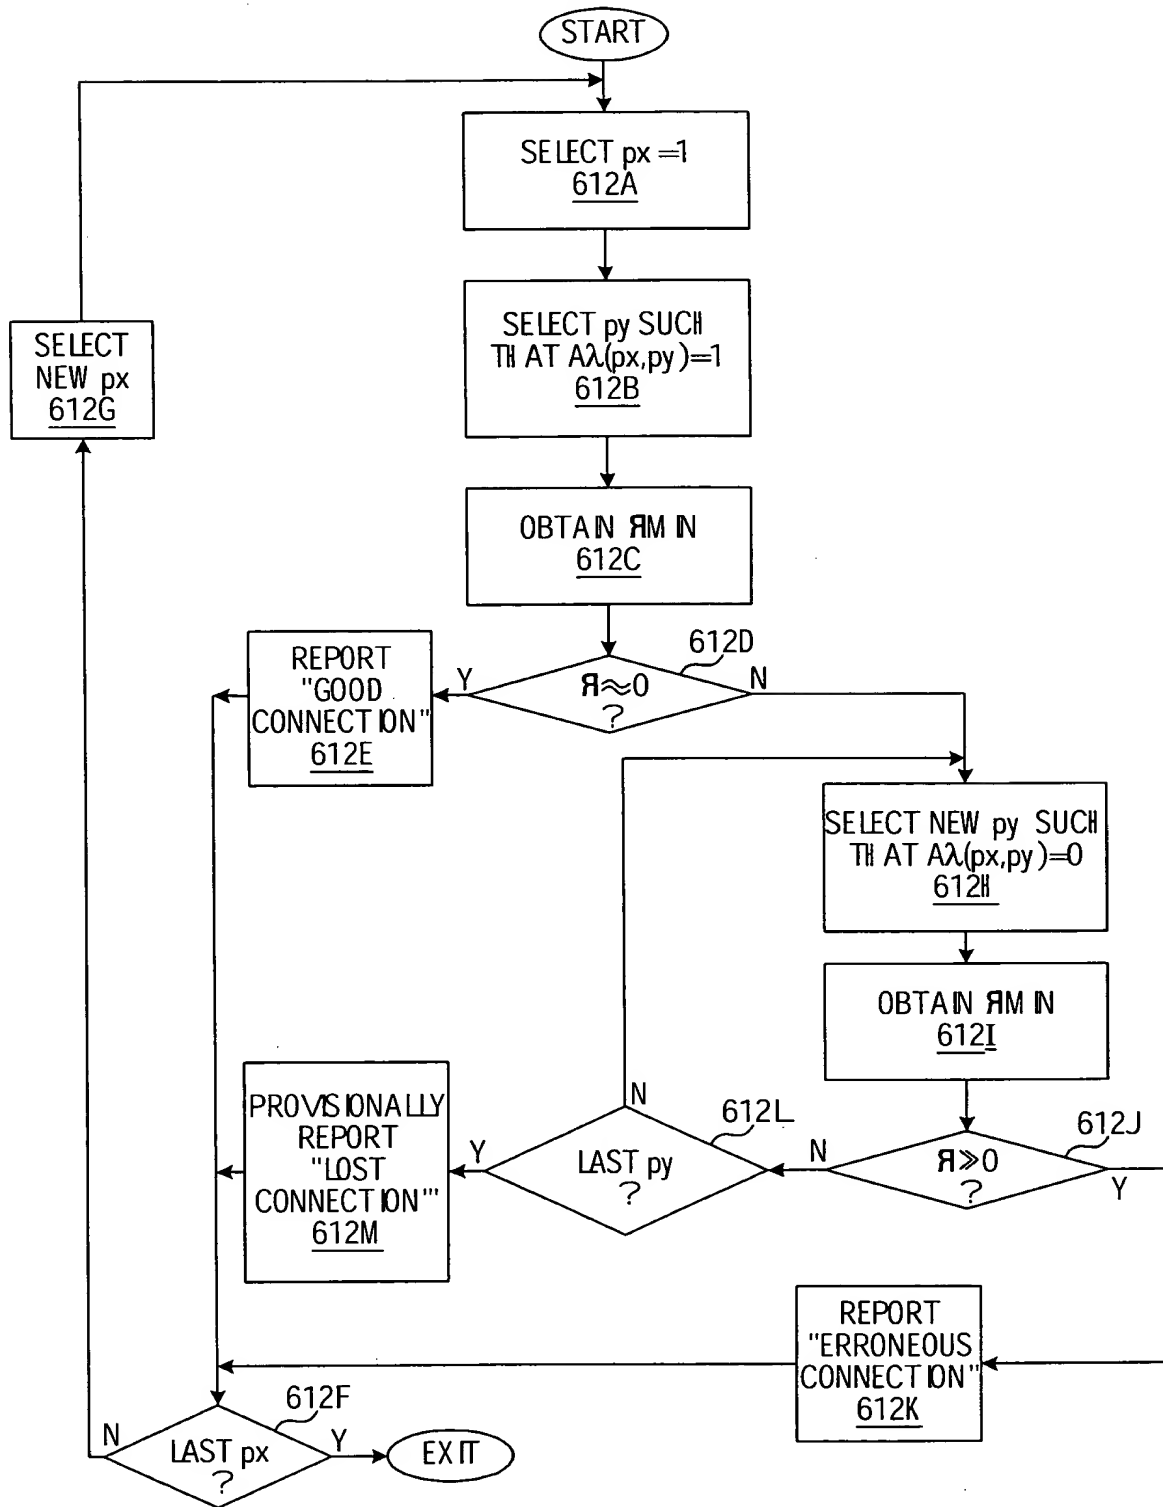 START
SELECT px =1
612A
SELECT py SUCH
THAT Aλ(px,py)=1
612B
SELECT
NEW px
612G
OBTAIN ЯMIN
612C
612D
Я≈0
?
Y
N
REPORT
"GOOD
CONNECTION"
612E
SELECT NEW py SUCH
THAT Aλ(px,py)=0
612H
OBTAIN ЯMIN
612I
612J
Я≫0
?
N
Y
612L
LAST py
?
N
Y
PROVISIONALLY
REPORT
"LOST
CONNECTION"'
612M
REPORT
"ERRONEOUS
CONNECTION"
612K
612F
LAST px
?
N
Y
EXIT